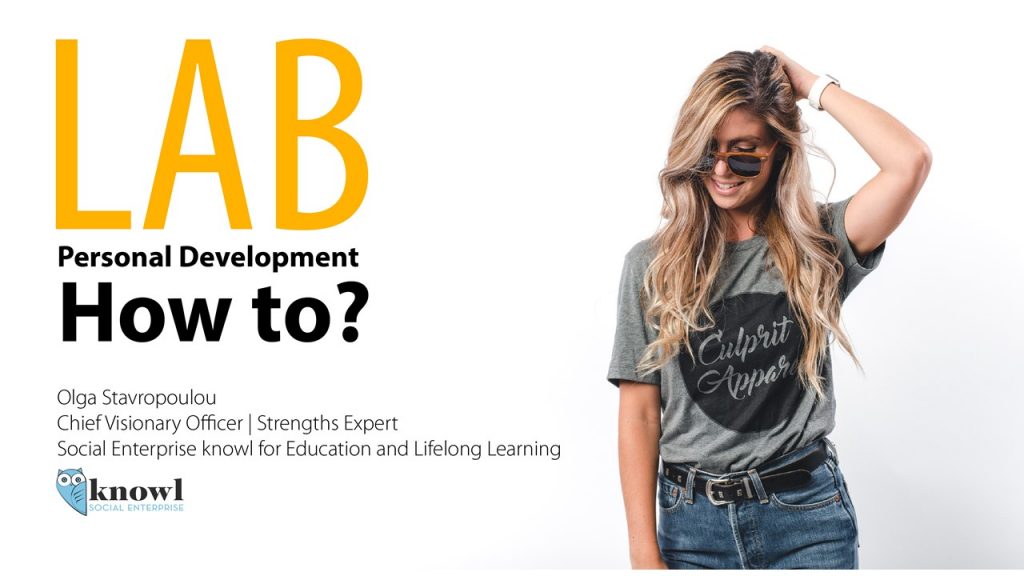 LAB
Personal Development
How to?
Olga Stavropoulou
Chief Visionary Officer | Strengths Expert
Social Enterprise knowl for Education and Lifelong Learning
knowl
SOCIAL ENTERPRISE
Culprit
Appare